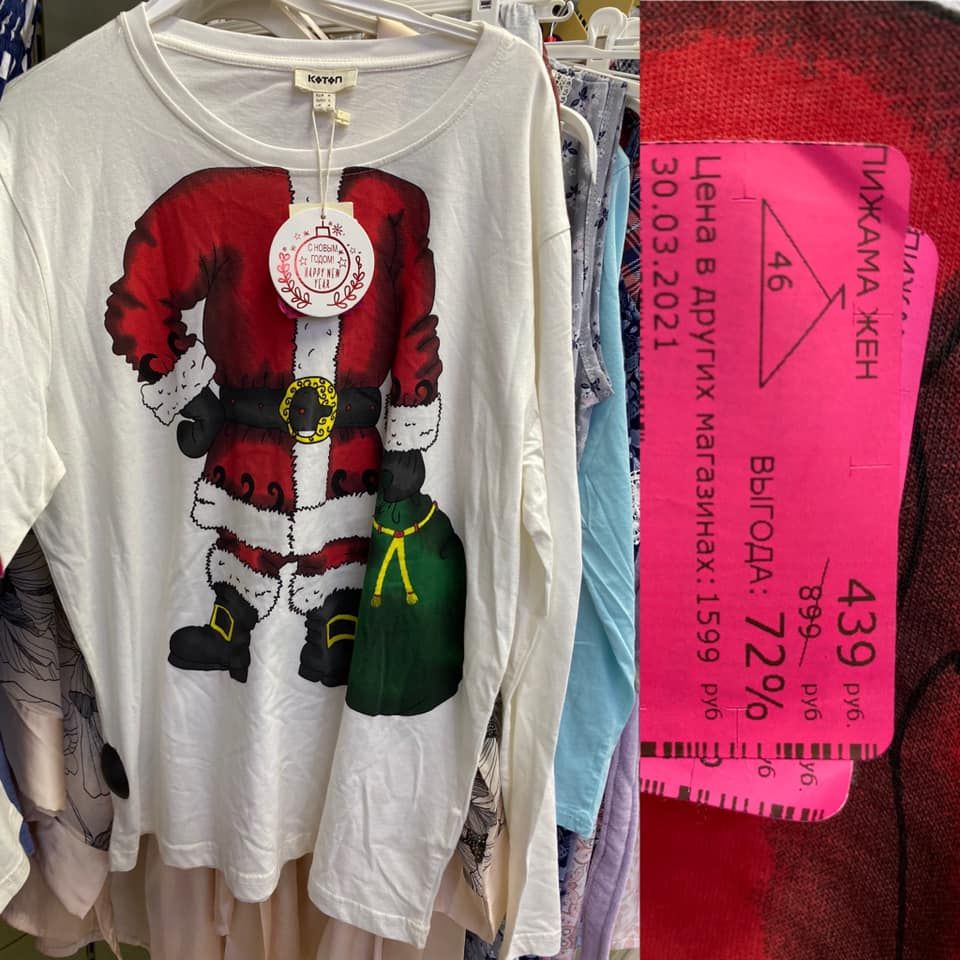 KOTON
С НОВЫМ
ГОДОМ!
HAPPY NEW
YEAR
ПИЖАМА ЖЕН
46
439 руб.
899 руб
ВЫГОДА: 72%
Цена в других магазинах: 1599 руб
30.03.2021
уб.